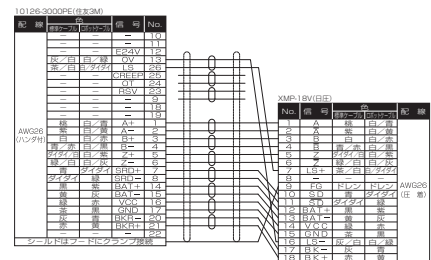 10126-3000PE(住友3M)
配 線 色 信 号 No.
標準ケーブル ロボットケーブル
— — — 10
— — — 11
— — E24V 12
灰／白 白／緑 OV 13
茶／白 白／ダイダイ LS 26
— — CREEP 25
— — OT 24
— — RSV 23
— — — 9
— — — 18
— — — 19
桃 白／青 A+ 1
紫 白／黄 A− 2
白 白／赤 B+ 3
青／赤 白／黒 B− 4
ダイダイ／白 白／紫 Z+ 5
緑／白 白／灰 Z− 6
青 ダイダイ SRD+ 7
ダイダイ 緑 SRD− 8
黒 紫 BAT+ 14
黄 灰 BAT− 15
緑 赤 VCC 16
茶 黒 GND 17
灰 青 BKR− 20
赤 黄 BKR+ 21
— — — 22
シールドはフードにクランプ接続
AWG26
(ハンダ付)
XMP-18V(日圧)
No. 信 号 色 配 線
標準ケーブル ロボットケーブル
1 A 桃 白／青
2 A 紫 白／黄
3 B 白 白／赤
4 B 青／赤 白／黒
5 Z ダイダイ／白 白／紫
6 Z 緑／白 白／灰
7 LS+ 茶／白 白／ダイダイ
8 — — —
9 FG ドレン ドレン
10 SD 青 ダイダイ
11 SD ダイダイ 緑
12 BAT+ 黒 紫
13 BAT− 黄 灰
14 VCC 緑 赤
15 GND 茶 黒
16 LS− 灰／白 白／緑
17 BK− 灰 青
18 BK+ 赤 黄
AWG26
(圧 着)